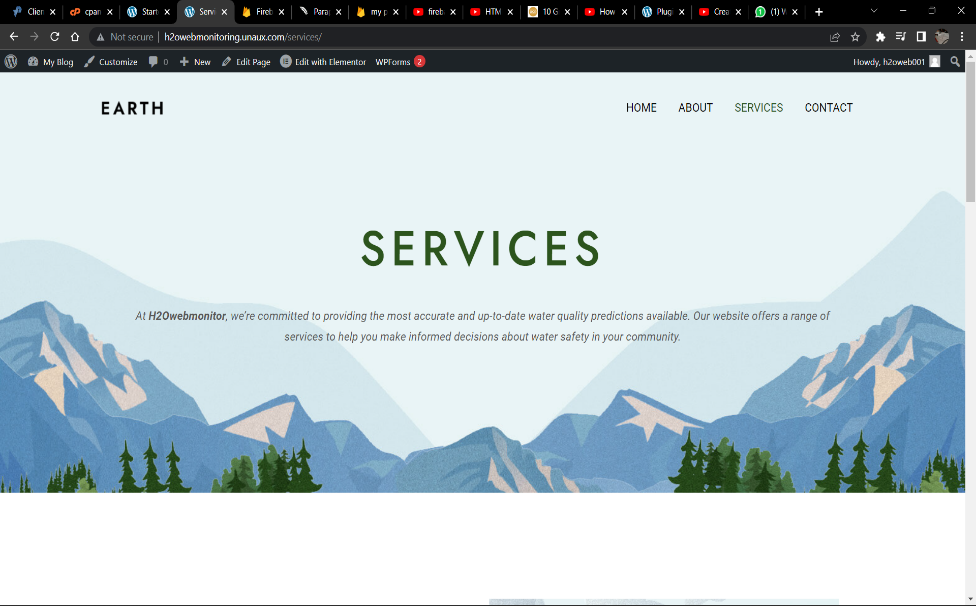 Clien
cpan
Start
Servi
Fireb
Para
my p
fireb
HTM
10 G
How
Plug
Crea
(1) W
Not secure | h2owebmonitoring.unaux.com/services/
My Blog Customize 0 New Edit Page Edit with Elementor WPForms 2 Howdy, h2oweb001
EARTH
HOME ABOUT SERVICES CONTACT
SERVICES
At H2Owebmonitor, we're committed to providing the most accurate and up-to-date water quality predictions available. Our website offers a range of
services to help you make informed decisions about water safety in your community.